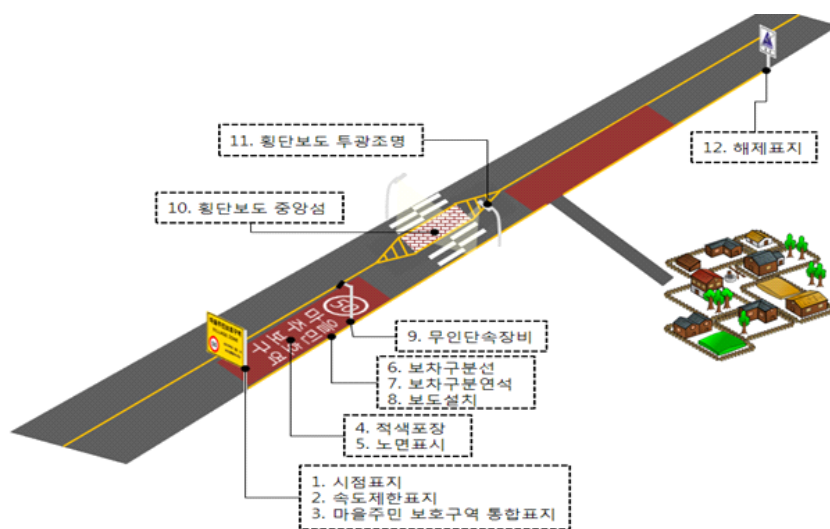 11. 횡단보도 투광조명
12. 해제표지
10. 횡단보도 중앙섬
50
9. 무인단속장비
6. 보차구분선
7. 보차구분연석
8. 보도설치
4. 적색포장
5. 노면표시
1. 시점표지
2. 속도제한표지
3. 마을주민 보호구역 통합표지